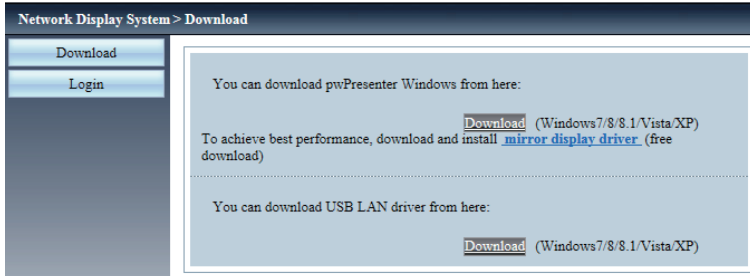 Network Display System > Download
Download
Login
You can download pwPresenter Windows from here:
Download (Windows7/8/8.1/Vista/XP)
To achieve best performance, download and install mirror display driver (free
download)
You can download USB LAN driver from here:
Download (Windows7/8/8.1/Vista/XP)